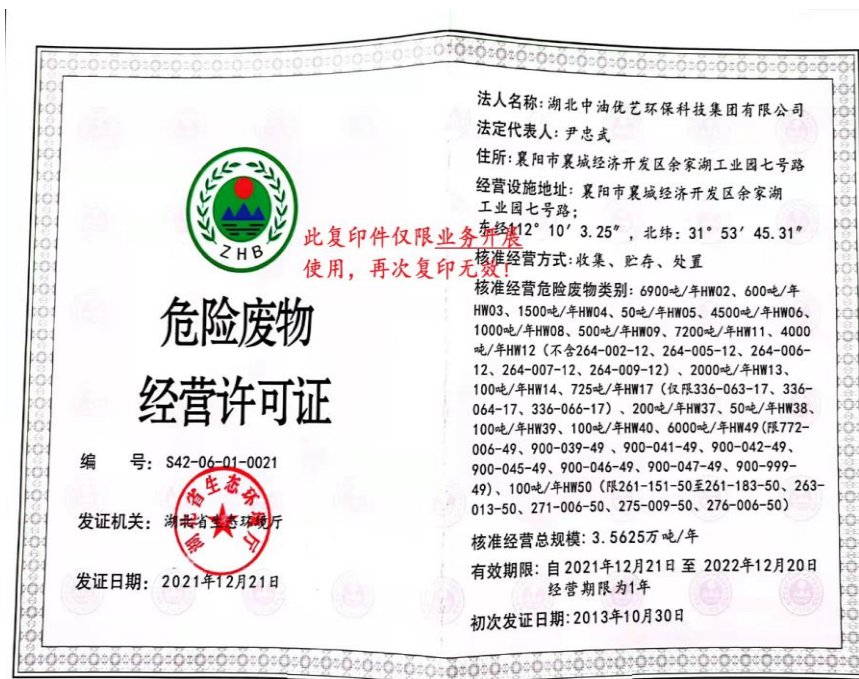 ZHB
危险废物
经营许可证
编 号: S42-06-01-0021
发证机关: 湖北省生态环境厅
发证日期: 2021年12月21日
湖北省生态环境厅
此复印件仅限业务开展
使用，再次复印无效!
法人名称: 湖北中油优艺环保科技集团有限公司
法定代表人: 尹忠武
住所: 襄阳市襄城经济开发区余家湖工业园七号路
经营设施地址: 襄阳市襄城经济开发区余家湖
工业园七号路;
东经112° 10′ 3.25″, 北纬: 31° 53′ 45.31″
核准经营方式: 收集、贮存、处置
核准经营危险废物类别: 6900吨/年HW02、600吨/年
HW03、1500吨/年HW04、50吨/年HW05、4500吨/年HW06、
1000吨/年HW08、500吨/年HW09、7200吨/年HW11、4000
吨/年HW12（不含264-002-12、264-005-12、264-006-
12、264-007-12、264-009-12）、2000吨/年HW13、
100吨/年HW14、725吨/年HW17（仅限336-063-17、336-
064-17、336-066-17）、200吨/年HW37、50吨/年HW38、
100吨/年HW39、100吨/年HW40、6000吨/年HW49（限772-
006-49、900-039-49 、900-041-49、900-042-49、
900-045-49、900-046-49、900-047-49、900-999-
49）、100吨/年HW50（限261-151-50至261-183-50、263-
013-50、271-006-50、275-009-50、276-006-50）
核准经营总规模: 3.5625万吨/年
有效期限: 自2021年12月21日 至 2022年12月20日
经营期限为1年
初次发证日期: 2013年10月30日